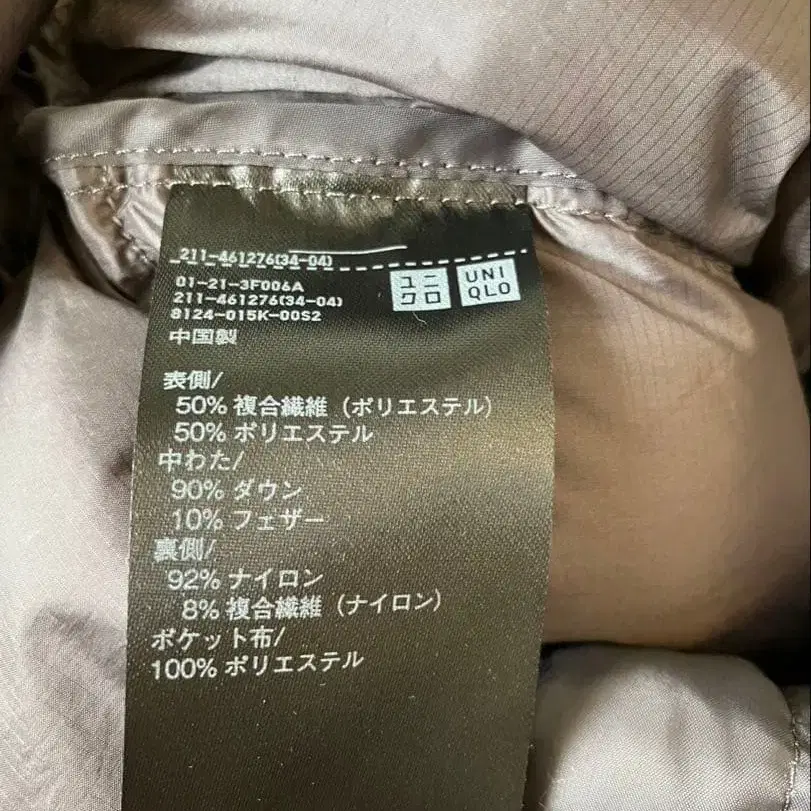 211-461276(34-04)
ユニクロ
UNIQLO
01-21-3F006A
211-461276(34-04)
8124-015K-00S2
中国製
表側/
50% 複合繊維 (ポリエステル)
50% ポリエステル
中わた/
90% ダウン
10% フェザー
裏側/
92% ナイロン
8% 複合繊維 (ナイロン)
ポケット布/
100% ポリエステル